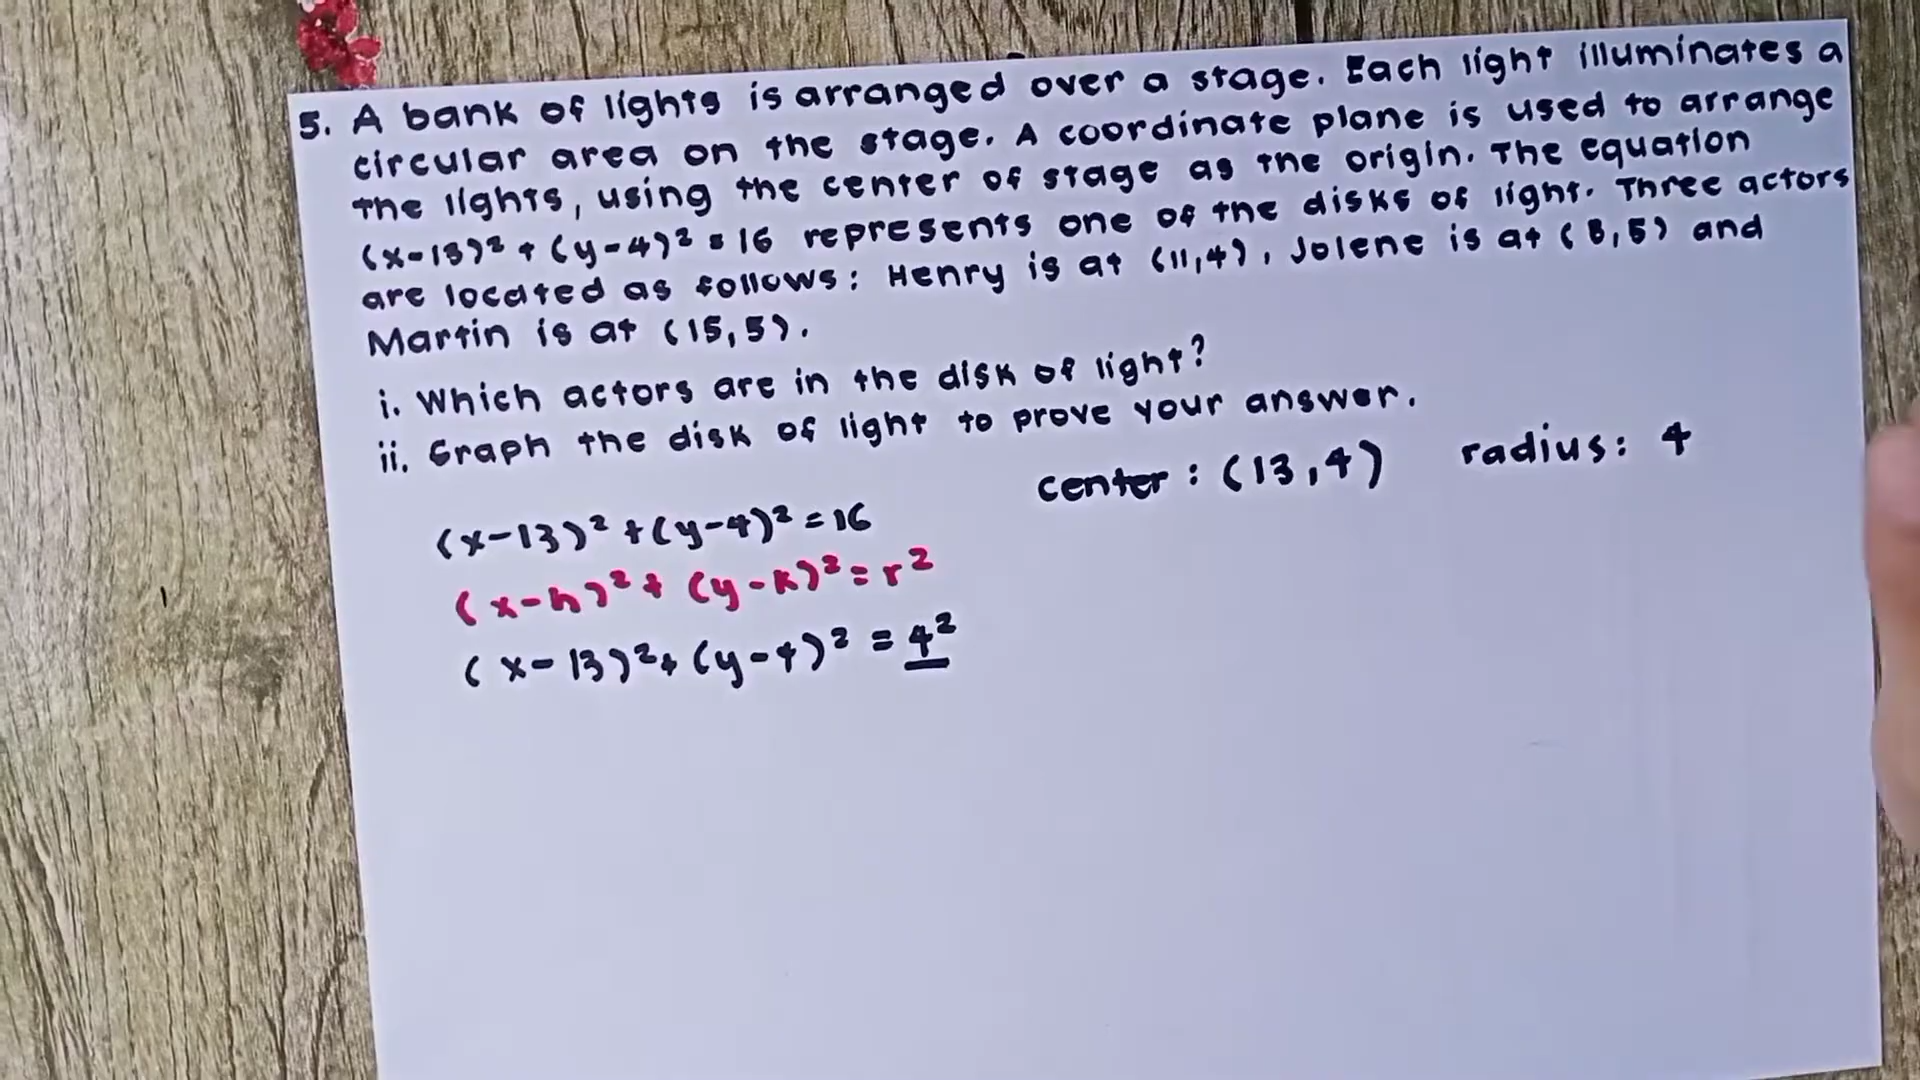 5. A bank of lights is arranged over a stage. Each light illuminates a
circular area on the stage. A coordinate plane is used to arrange
the lights, using the center of stage as the origin. The equation
(x-13)² + (y-4)² = 16 represents one of the disks of light. Three actors
are located as follows: Henry is at (11,4), Jolene is at (8,5) and
Martin is at (15,5).
i. Which actors are in the disk of light?
ii. Graph the disk of light to prove your answer.
center: (13,4) radius: 4
(x-13)² + (y-4)² = 16
(x-h)² + (y-k)² = r²
(x-13)² + (y-4)² = 4²